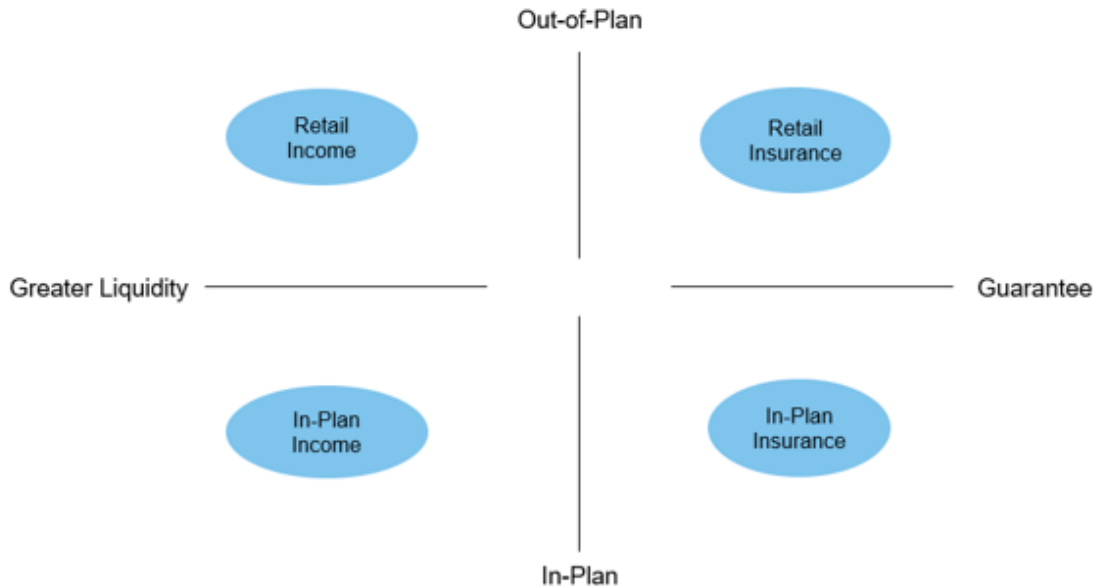 Out-of-Plan
Retail
Income
Retail
Insurance
Greater Liquidity
Guarantee
In-Plan
Income
In-Plan
Insurance
In-Plan